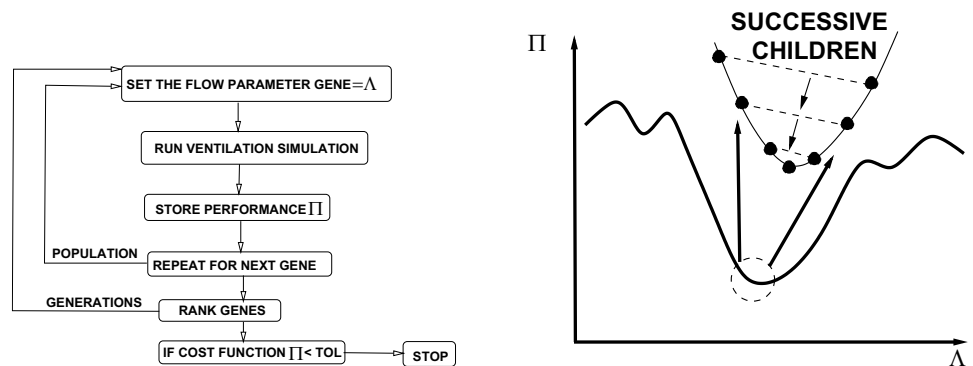 SET THE FLOW PARAMETER GENE=Λ
RUN VENTILATION SIMULATION
STORE PERFORMANCE Π
POPULATION
REPEAT FOR NEXT GENE
GENERATIONS
RANK GENES
IF COST FUNCTION Π< TOL
STOP
SUCCESSIVE
CHILDREN
Π
Λ